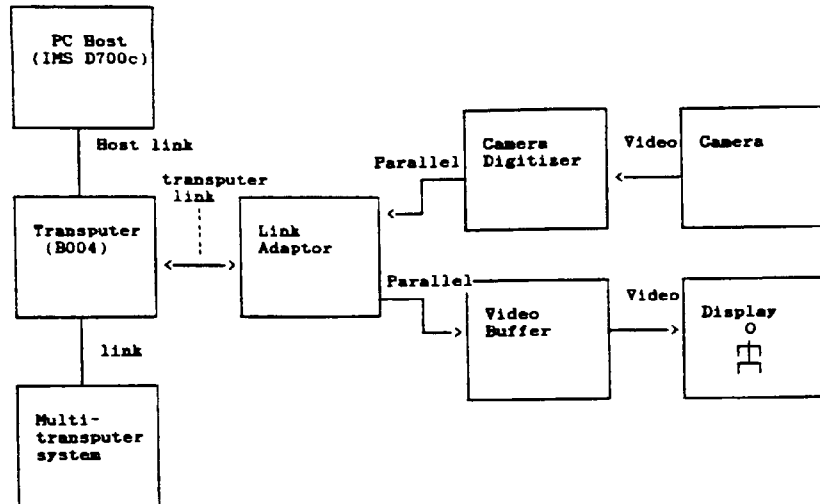 PC Host
(IMS D700c)
Host link
transputer
link
Transputer
(B004)
Link
Adaptor
Parallel
Camera
Digitizer
Video
Camera
Parallel
Video
Buffer
Video
Display
link
Multi-
transputer
system